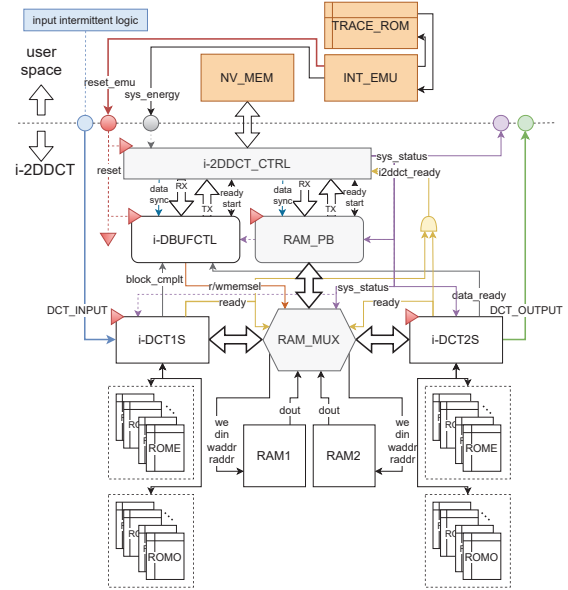 input intermittent logic
TRACE_ROM
user
space
reset_emu
sys_energy
NV_MEM
INT_EMU
i-2DDCT
reset
i-2DDCT_CTRL
sys_status
i2ddct_ready
data
sync
RX
TX
ready
start
data
sync
RX
TX
ready
start
i-DBUFCTL
RAM_PB
block_cmplt
r/wmemsel
sys_status
data_ready
DCT_INPUT
ready
ready
DCT_OUTPUT
i-DCT1S
RAM_MUX
i-DCT2S
we
din
waddr
raddr
dout
dout
we
din
waddr
raddr
RAM1
RAM2
ROME
ROME
ROMO
ROMO